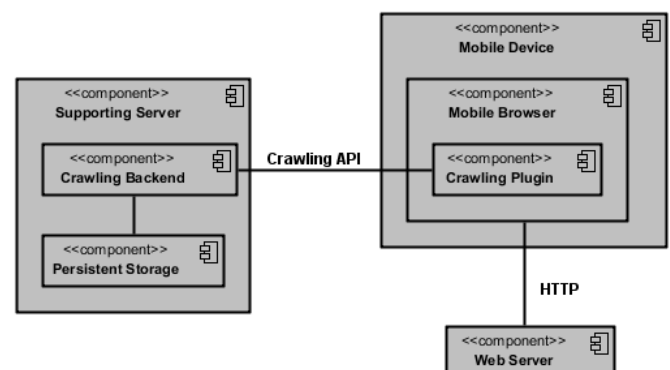 <<component>>
Mobile Device
<<component>>
Supporting Server
<<component>>
Mobile Browser
<<component>>
Crawling Backend
Crawling API
<<component>>
Crawling Plugin
<<component>>
Persistent Storage
HTTP
<<component>>
Web Server